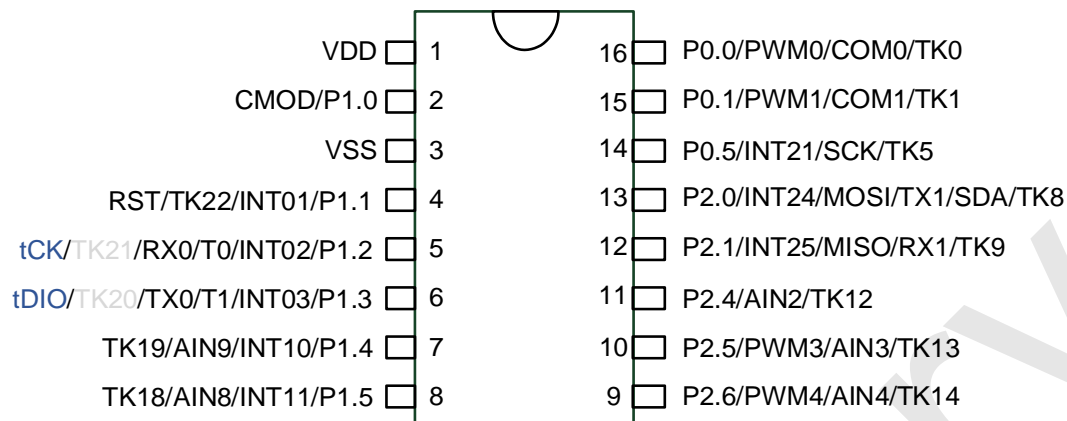 VDD 1 16 P0.0/PWM0/COM0/TK0
CMOD/P1.0 2 15 P0.1/PWM1/COM1/TK1
VSS 3 14 P0.5/INT21/SCK/TK5
RST/TK22/INT01/P1.1 4 13 P2.0/INT24/MOSI/TX1/SDA/TK8
tCK/TK21/RX0/T0/INT02/P1.2 5 12 P2.1/INT25/MISO/RX1/TK9
tDIO/TK20/TX0/T1/INT03/P1.3 6 11 P2.4/AIN2/TK12
TK19/AIN9/INT10/P1.4 7 10 P2.5/PWM3/AIN3/TK13
TK18/AIN8/INT11/P1.5 8 9 P2.6/PWM4/AIN4/TK14